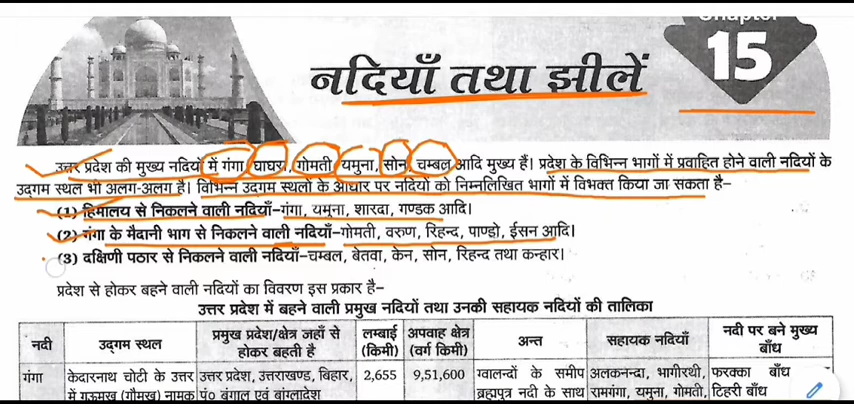 Chapter
15
नदियाँ तथा झीलें
उत्तर प्रदेश की मुख्य नदियों में गंगा, घाघरा, गोमती, यमुना, सोन, चम्बल आदि मुख्य हैं। प्रदेश के विभिन्न भागों में प्रवाहित होने वाली नदियों के
उद्गम स्थल भी अलग-अलग हैं। विभिन्न उद्गम स्थलों के आधार पर नदियों को निम्नलिखित भागों में विभक्त किया जा सकता है–
(1) हिमालय से निकलने वाली नदियाँ–गंगा, यमुना, शारदा, गण्डक आदि।
(2) गंगा के मैदानी भाग से निकलने वाली नदियाँ–गोमती, वरुण, रिहन्द, पाण्डो, ईसन आदि।
(3) दक्षिणी पठार से निकलने वाली नदियाँ–चम्बल, बेतवा, केन, सोन, रिहन्द तथा कन्हार।
प्रदेश से होकर बहने वाली नदियों का विवरण इस प्रकार है–
उत्तर प्रदेश में बहने वाली प्रमुख नदियों तथा उनकी सहायक नदियों की तालिका
नदी उद्गम स्थल प्रमुख प्रदेश/क्षेत्र जहाँ से लम्बाई अपवाह क्षेत्र अन्त सहायक नदियाँ नदी पर बने मुख्य
होकर बहती है (किमी) (वर्ग किमी) बाँध
गंगा केदारनाथ चोटी के उत्तर उत्तर प्रदेश, उत्तराखण्ड, बिहार, 2,655 9,51,600 ग्वालन्दों के समीप अलकनन्दा, भागीरथी, फरक्का बाँध
में गऊमुख (गौमुख) नामक पं० बंगाल एवं बांग्लादेश ब्रह्मपुत्र नदी के साथ रामगंगा, यमुना, गोमती, टिहरी बाँध